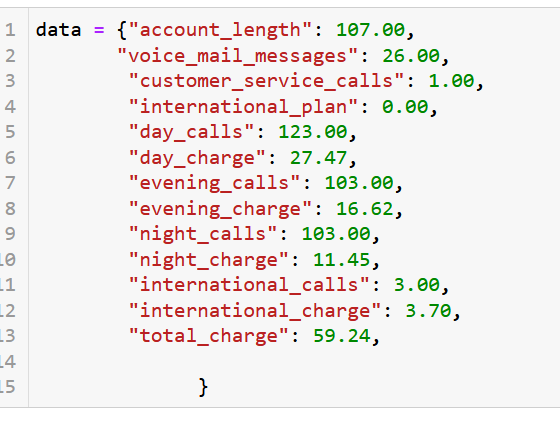 1 data = {"account_length": 107.00,
2 "voice_mail_messages": 26.00,
3 "customer_service_calls": 1.00,
4 "international_plan": 0.00,
5 "day_calls": 123.00,
6 "day_charge": 27.47,
7 "evening_calls": 103.00,
8 "evening_charge": 16.62,
9 "night_calls": 103.00,
10 "night_charge": 11.45,
11 "international_calls": 3.00,
12 "international_charge": 3.70,
13 "total_charge": 59.24,
14
15 }